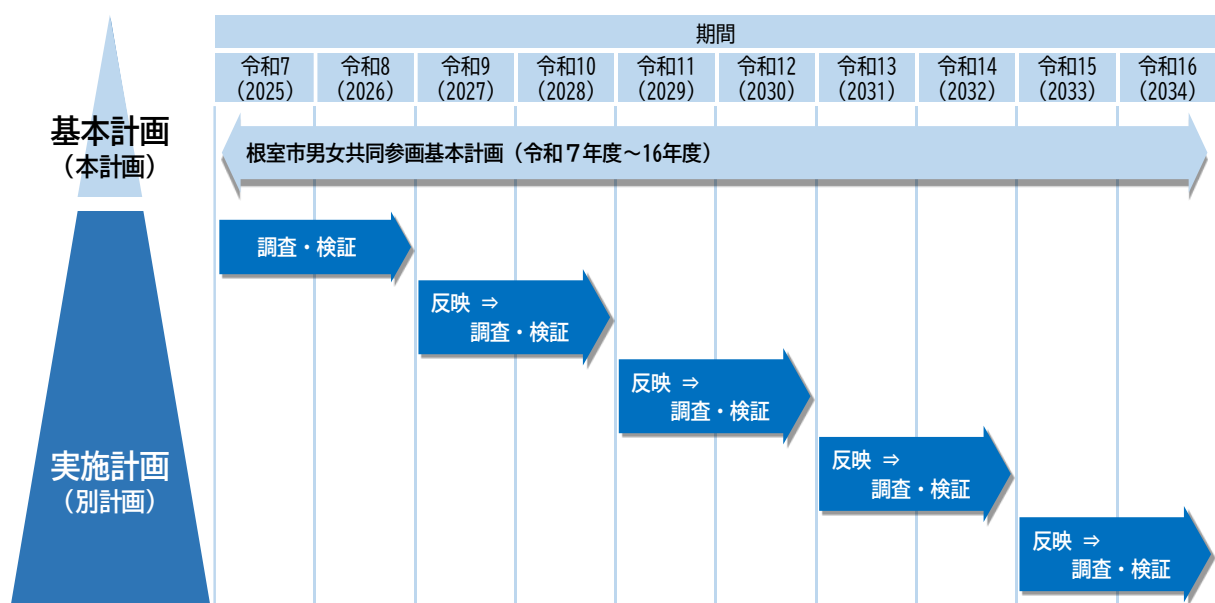 期間
令和7
(2025)
令和8
(2026)
令和9
(2027)
令和10
(2028)
令和11
(2029)
令和12
(2030)
令和13
(2031)
令和14
(2032)
令和15
(2033)
令和16
(2034)
基本計画
(本計画)
根室市男女共同参画基本計画(令和7年度~16年度)
調査・検証
反映 ⇒
調査・検証
反映 ⇒
調査・検証
反映 ⇒
調査・検証
反映 ⇒
調査・検証
実施計画
(別計画)